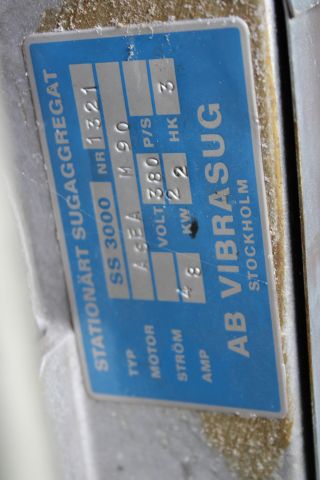 STATIONÄRT SUGAGGREGAT
TYP SS 3000 NR 1321
MOTOR ASEA M 90
STRÖM VOLT 380 P/S
AMP 4 8 KW 2 2 HK 3
AB VIBRASUG
STOCKHOLM